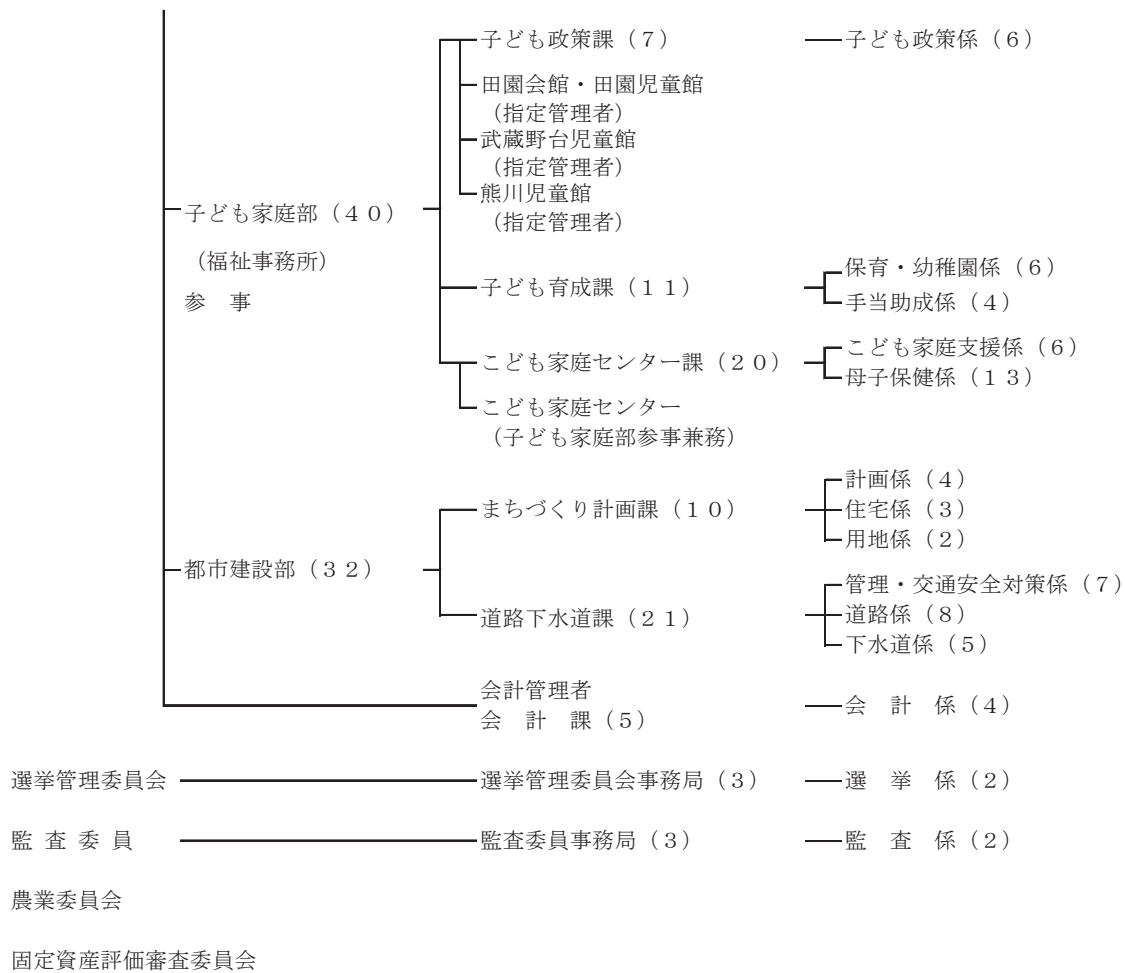 子ども政策課（７） 子ども政策係（６）
田園会館・田園児童館
（指定管理者）
武蔵野台児童館
（指定管理者）
熊川児童館
（指定管理者）
子ども家庭部（４０）
（福祉事務所）
参　事
子ども育成課（１１） 保育・幼稚園係（６）
手当助成係（４）
こども家庭センター課（２０） こども家庭支援係（６）
母子保健係（１３）
こども家庭センター
（子ども家庭部参事兼務）
都市建設部（３２）
まちづくり計画課（１０） 計画係（４）
住宅係（３）
用地係（２）
道路下水道課（２１） 管理・交通安全対策係（７）
道路係（８）
下水道係（５）
会計管理者
会　計　課（５） 会　計　係（４）
選挙管理委員会 選挙管理委員会事務局（３） 選　挙　係（２）
監 査 委 員 監査委員事務局（３） 監　査　係（２）
農業委員会
固定資産評価審査委員会